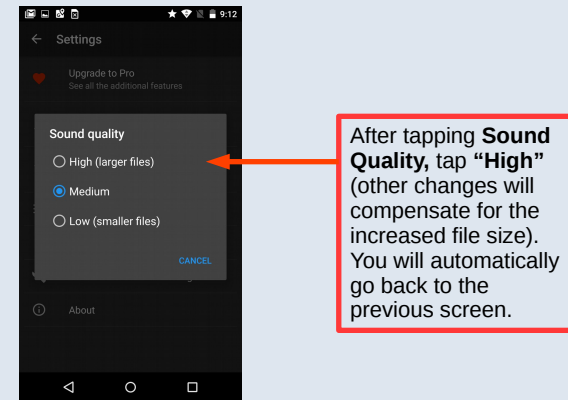 9:12
Settings
Upgrade to Pro
See all the additional features
Sound quality
High (larger files)
Medium
Low (smaller files)
CANCEL
About
After tapping Sound
Quality, tap “High”
(other changes will
compensate for the
increased file size).
You will automatically
go back to the
previous screen.